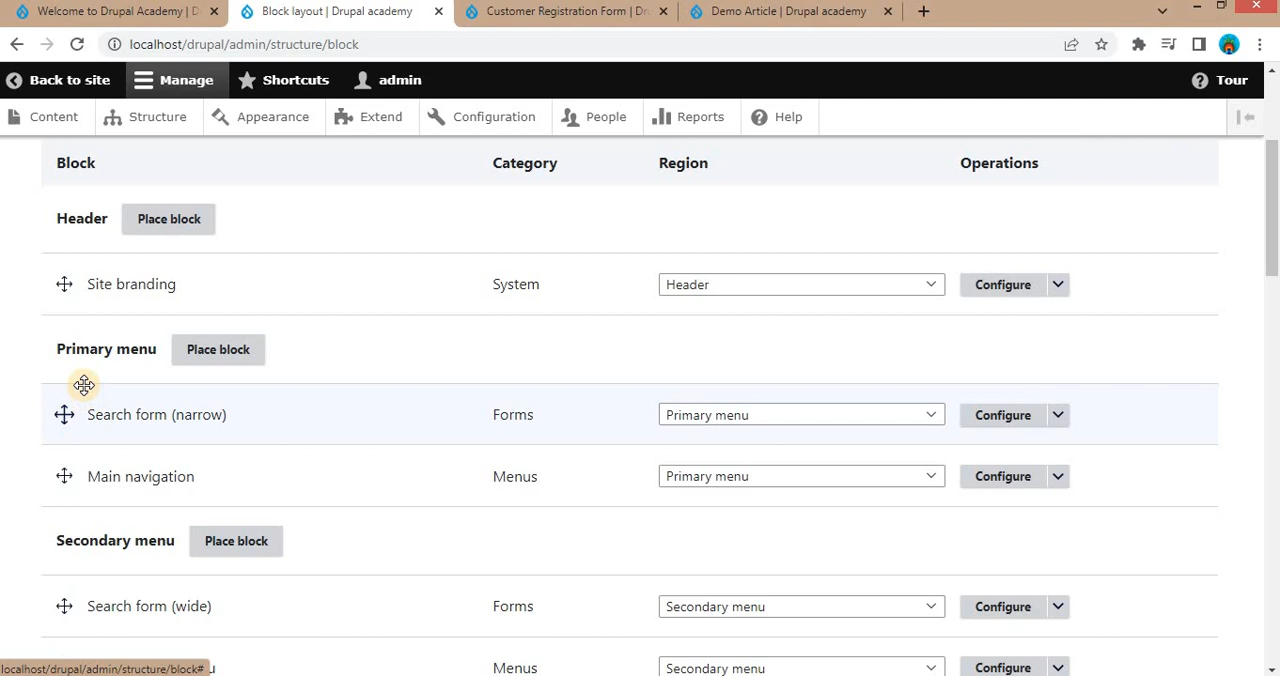 Welcome to Drupal Academy | D
Block layout | Drupal academy
Customer Registration Form | Dr
Demo Article | Drupal academy
localhost/drupal/admin/structure/block
Back to site
Manage
Shortcuts
admin
Tour
Content
Structure
Appearance
Extend
Configuration
People
Reports
Help
Block Category Region Operations
Header Place block
Site branding System Header Configure
Primary menu Place block
Search form (narrow) Forms Primary menu Configure
Main navigation Menus Primary menu Configure
Secondary menu Place block
Search form (wide) Forms Secondary menu Configure
u Menus Secondary menu Configure
localhost/drupal/admin/structure/block#